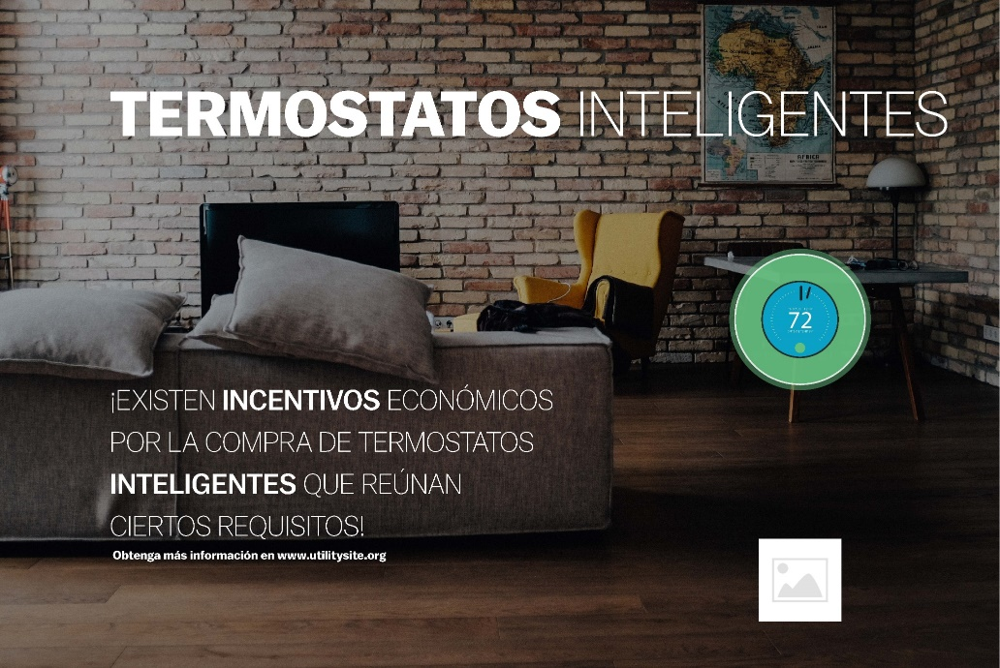 TERMOSTATOS INTELIGENTES
AFRICA
72
¡EXISTEN INCENTIVOS ECONÓMICOS
POR LA COMPRA DE TERMOSTATOS
INTELIGENTES QUE REÚNAN
CIERTOS REQUISITOS!
Obtenga más información en www.utilitysite.org